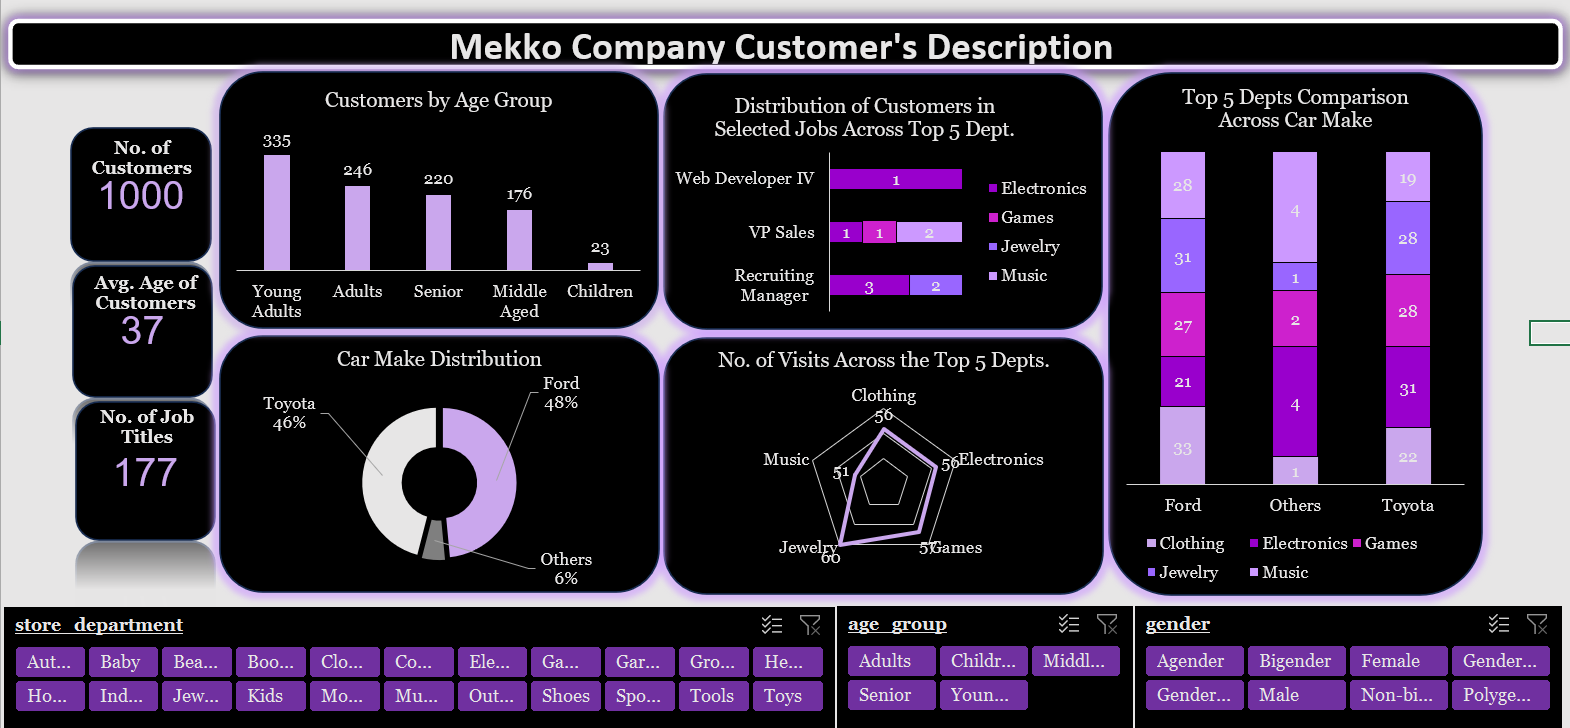 Mekko Company Customer's Description
No. of
Customers
1000
Avg. Age of
Customers
37
No. of Job
Titles
177
Customers by Age Group
335
246
220
176
23
Young
Adults
Adults
Senior
Middle
Aged
Children
Distribution of Customers in
Selected Jobs Across Top 5 Dept.
Web Developer IV
1
VP Sales
1 1 2
Recruiting
Manager
3 2
Electronics
Games
Jewelry
Music
Car Make Distribution
Ford
48%
Toyota
46%
Others
6%
No. of Visits Across the Top 5 Depts.
Clothing
56
Electronics
56
Games
57
Jewelry
60
Music
51
Top 5 Depts Comparison
Across Car Make
28 4 19
31 1 28
27 2 28
21 4 31
33 1 22
Ford Others Toyota
Clothing Electronics Games
Jewelry Music
store_department
Aut... Baby Bea... Boo... Clo... Co... Ele... Ga... Gar... Gro... He...
Ho... Ind... Jew... Kids Mo... Mu... Out... Shoes Spo... Tools Toys
age_group
Adults Childr... Middl...
Senior Youn...
gender
Agender Bigender Female Gender...
Gender... Male Non-bi... Polyge...